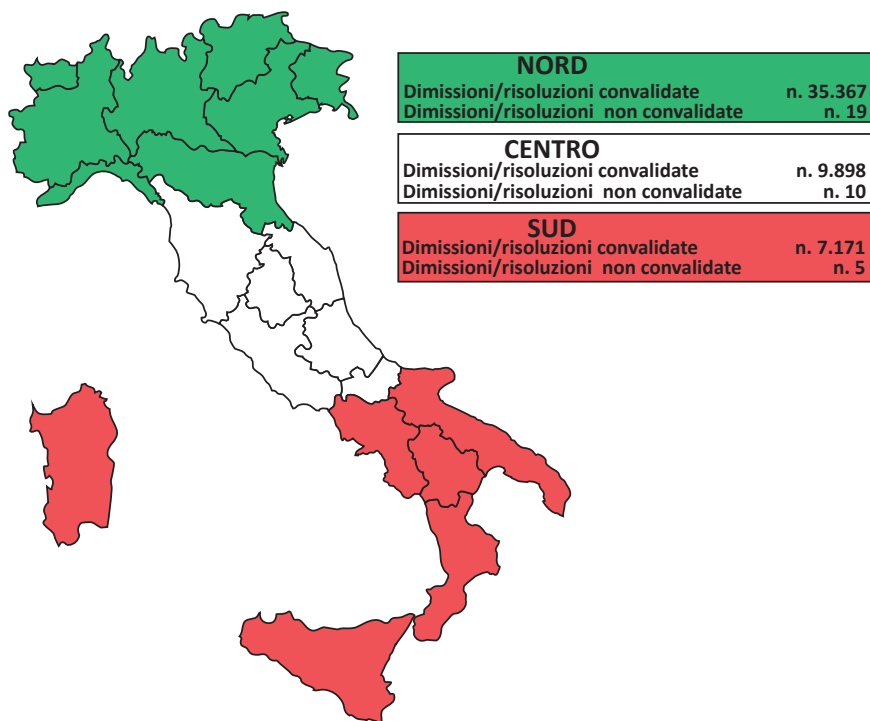 NORD
Dimissioni/risoluzioni convalidate n. 35.367
Dimissioni/risoluzioni non convalidate n. 19
CENTRO
Dimissioni/risoluzioni convalidate n. 9.898
Dimissioni/risoluzioni non convalidate n. 10
SUD
Dimissioni/risoluzioni convalidate n. 7.171
Dimissioni/risoluzioni non convalidate n. 5